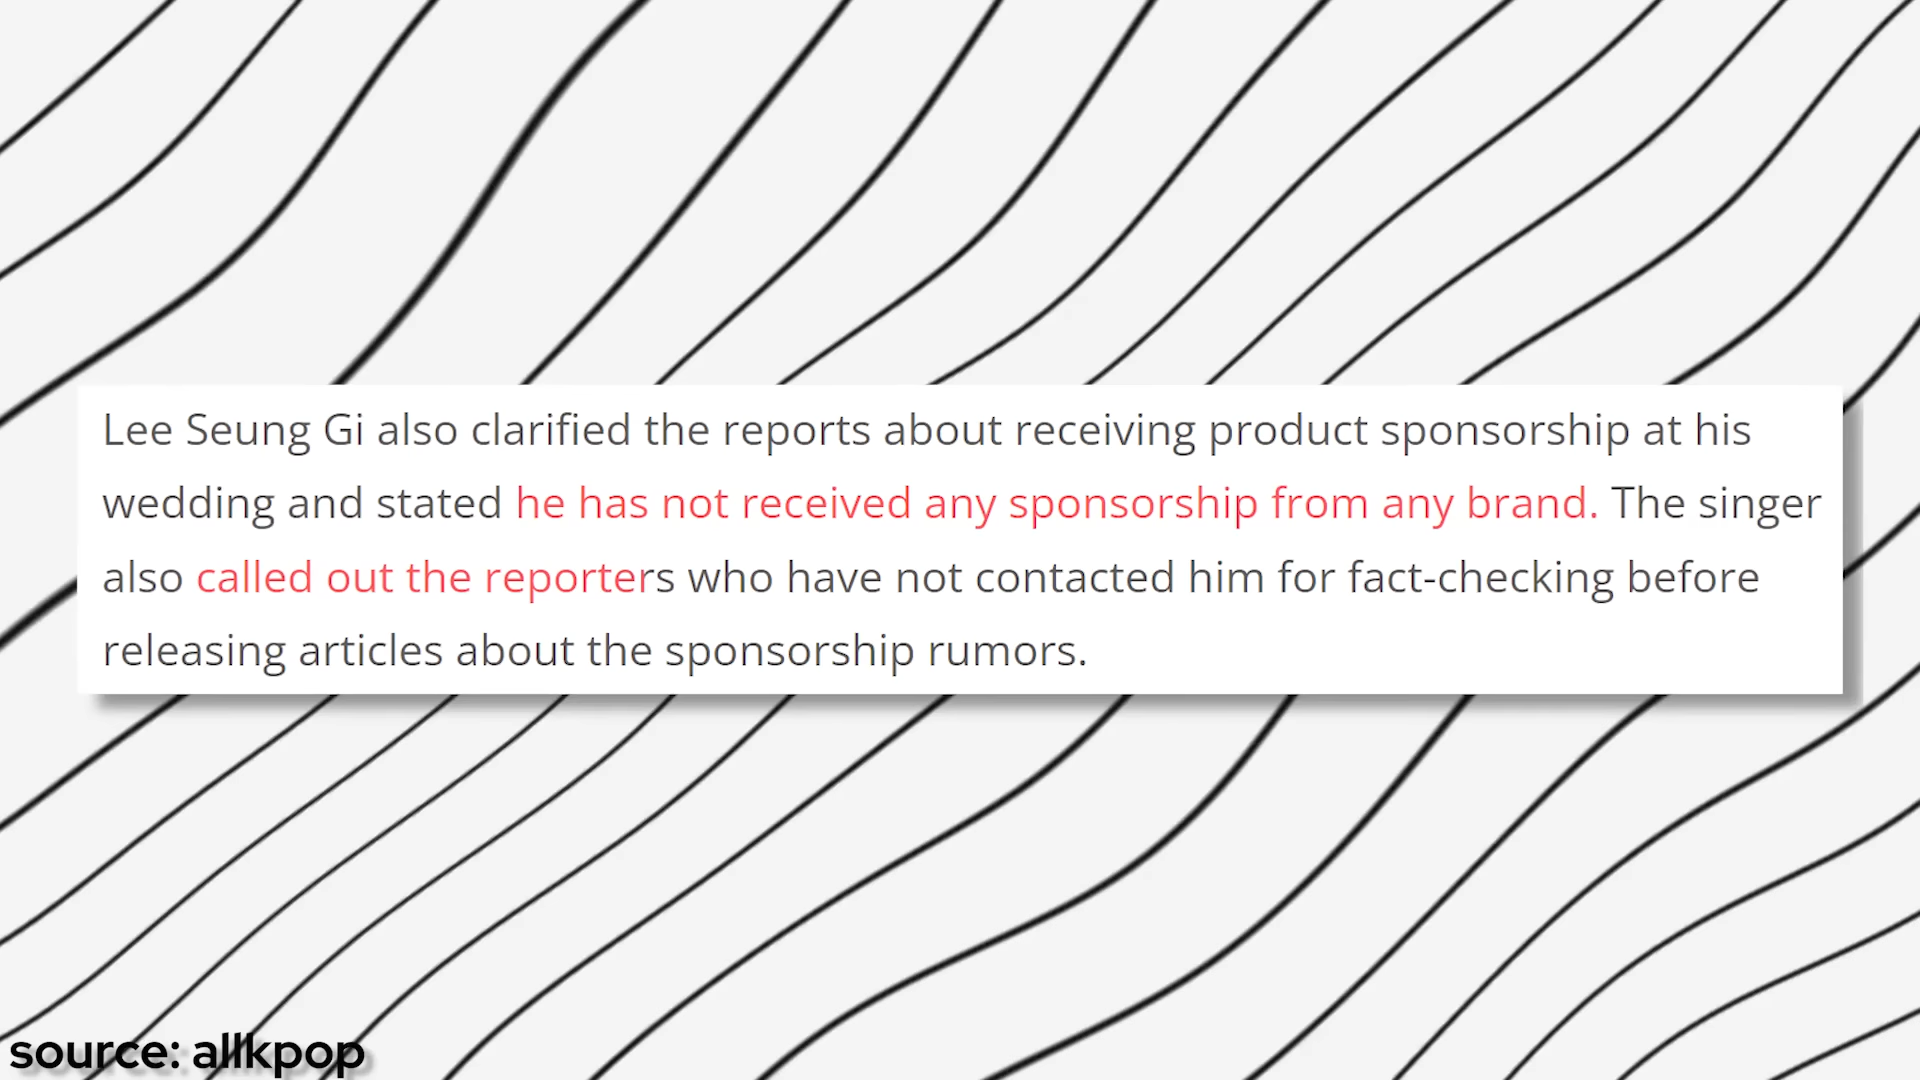 Lee Seung Gi also clarified the reports about receiving product sponsorship at his
wedding and stated he has not received any sponsorship from any brand. The singer
also called out the reporters who have not contacted him for fact-checking before
releasing articles about the sponsorship rumors.
source: allkpop